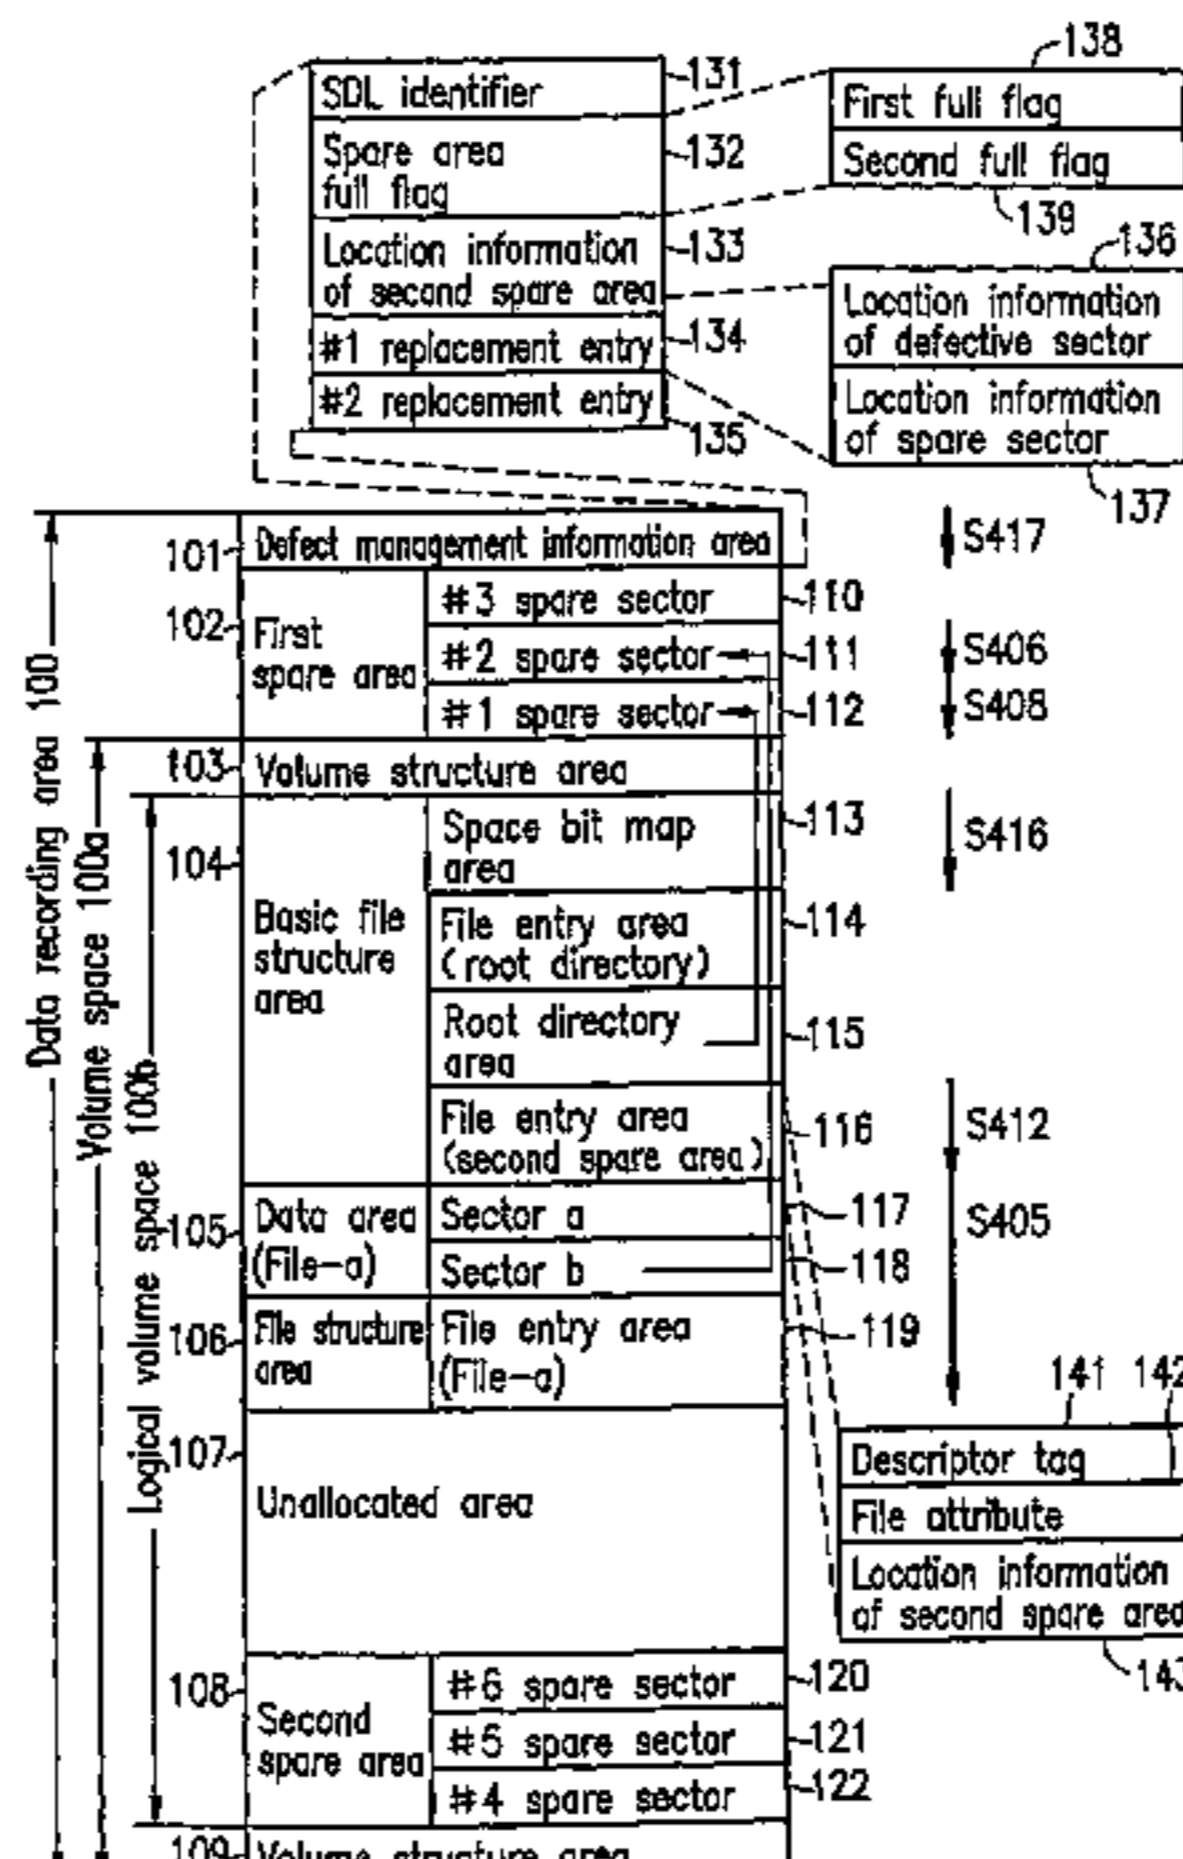 138
SDL identifier
131
First full flag
Spare area
full flag
132
Second full flag
139
Location information
of second spare area
133
136
Location information
of defective sector
#1 replacement entry
134
Location information
of spare sector
#2 replacement entry
135
137
101
Defect management information area
S417
102
First
spare area
#3 spare sector
110
#2 spare sector
111
S406
#1 spare sector
112
S408
103
Volume structure area
104
Basic file
structure
area
Space bit map
area
113
S416
File entry area
(root directory)
114
Root directory
area
115
File entry area
(second spare area)
116
S412
105
Data area
(File-a)
Sector a
117
S405
Sector b
118
106
File structure
area
File entry area
(File-a)
119
141
142
107
Unallocated area
Descriptor tag
File attribute
Location information
of second spare area
143
108
Second
spare area
#6 spare sector
120
#5 spare sector
121
#4 spare sector
122
109
Volume structure area
Data recording area 100
Volume space 100a
Logical volume space 100b